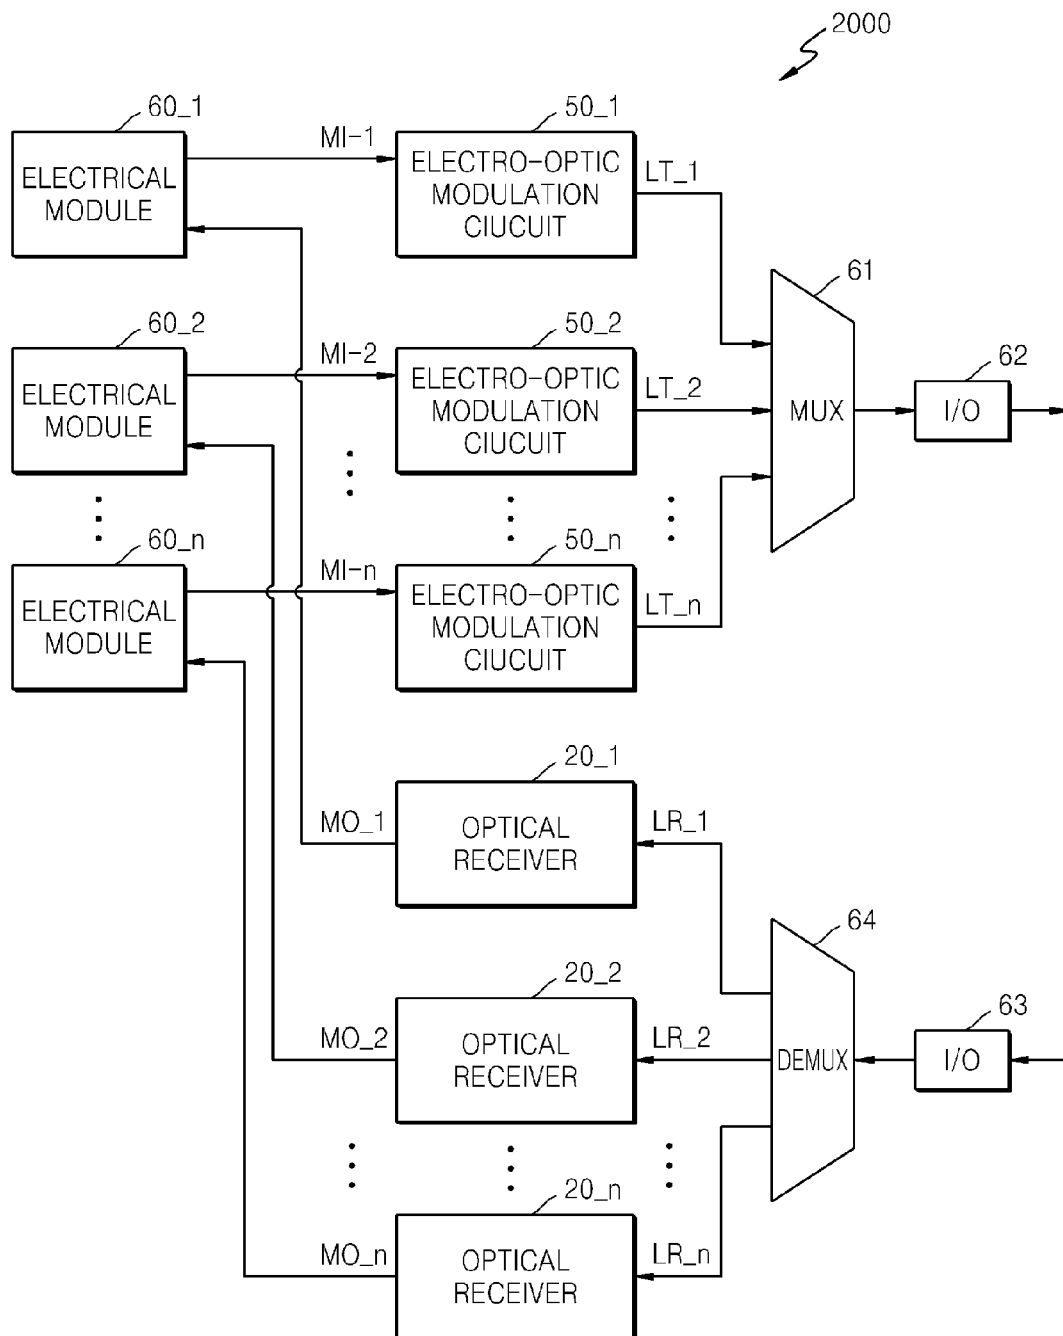 2000
60_1
MI-1
50_1
ELECTRICAL
MODULE
ELECTRO-OPTIC
MODULATION
CIUCUIT
LT_1
61
60_2
MI-2
50_2
ELECTRICAL
MODULE
ELECTRO-OPTIC
MODULATION
CIUCUIT
LT_2
MUX
62
I/O
60_n
MI-n
50_n
ELECTRICAL
MODULE
ELECTRO-OPTIC
MODULATION
CIUCUIT
LT_n
20_1
MO_1
OPTICAL
RECEIVER
LR_1
64
20_2
MO_2
OPTICAL
RECEIVER
LR_2
DEMUX
63
I/O
20_n
MO_n
OPTICAL
RECEIVER
LR_n